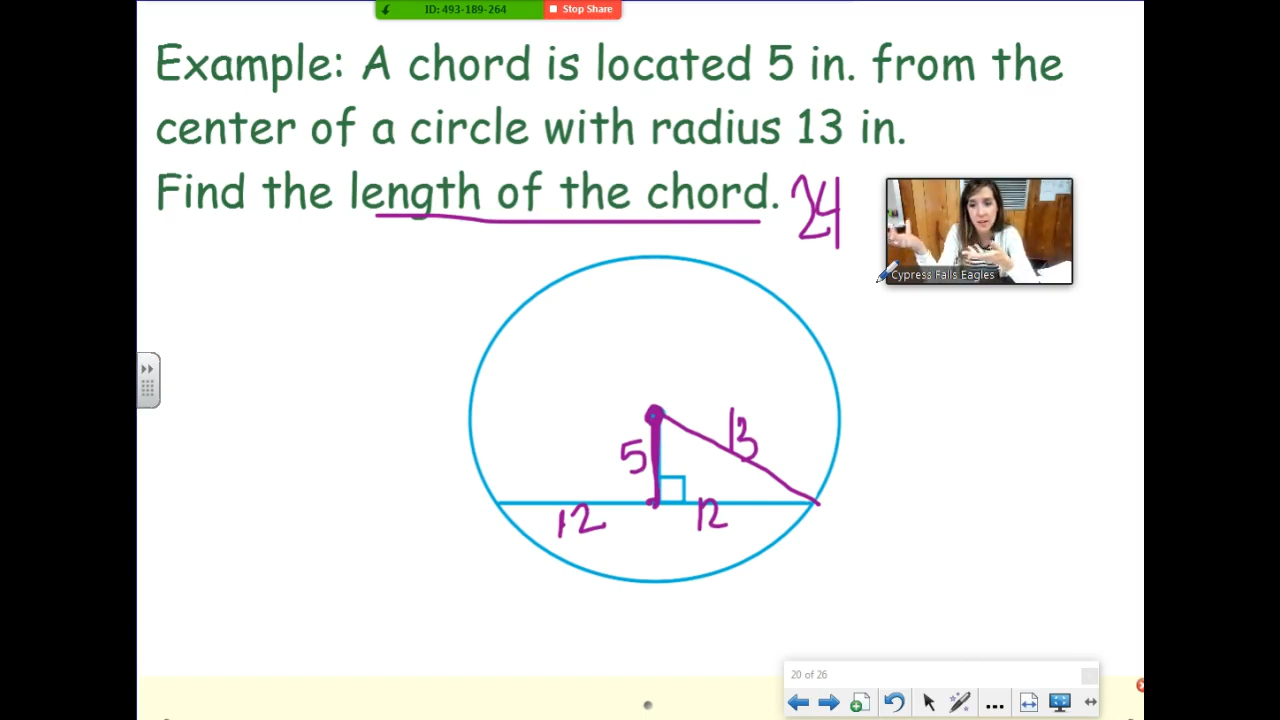 ID: 493-189-264 Stop Share
Example: A chord is located 5 in. from the
center of a circle with radius 13 in.
Find the length of the chord. 24
Cypress Falls Eagles
13
5
12 12
20 of 26
...